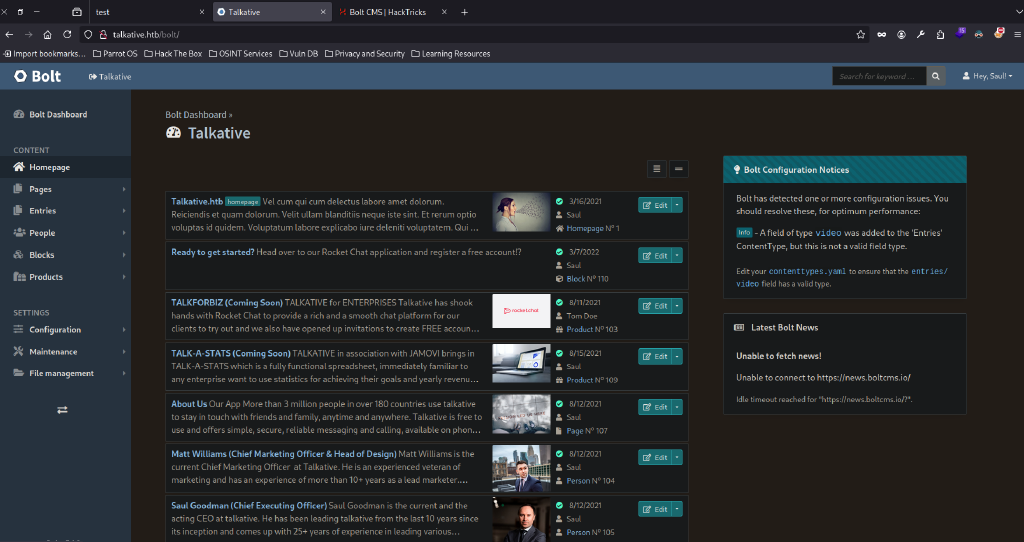 test
Talkative
Bolt CMS | HackTricks
talkative.htb/bolt/
Import bookmarks...
Parrot OS
Hack The Box
OSINT Services
Vuln DB
Privacy and Security
Learning Resources
Bolt
Talkative
Search for keyword ...
Hey, Saul!
Bolt Dashboard
CONTENT
Homepage
Pages
Entries
People
Blocks
Products
SETTINGS
Configuration
Maintenance
File management
Bolt Dashboard »
Talkative
Talkative.htb homepage Vel cum qui cum delectus labore amet dolorum.
Reiciendis et quam dolorum. Velit ullam blanditiis neque iste sint. Et rerum optio
voluptas id quidem. Voluptatum labore explicabo iure deleniti voluptatem. Qui ...
3/16/2021
Saul
Homepage Nº 1
Edit
Ready to get started? Head over to our Rocket Chat application and register a free account!?
3/7/2022
Saul
Block Nº 110
Edit
TALKFORBIZ (Coming Soon) TALKATIVE for ENTERPRISES Talkative has shook
hands with Rocket Chat to provide a rich and a smooth chat platform for our
clients to try out and we also have opened up invitations to create FREE accoun...
rocket.chat
8/11/2021
Tom Doe
Product Nº 103
Edit
TALK-A-STATS (Coming Soon) TALKATIVE in association with JAMOVI brings in
TALK-A-STATS which is a fully functional spreadsheet, immediately familiar to
any enterprise want to use statistics for achieving their goals and yearly revenu...
8/15/2021
Saul
Product Nº 109
Edit
About Us Our App More than 3 million people in over 180 countries use talkative
to stay in touch with friends and family, anytime and anywhere. Talkative is free to
use and offers simple, secure, reliable messaging and calling, available on phon...
8/12/2021
Saul
Page Nº 107
Edit
Matt Williams (Chief Marketing Officer & Head of Design) Matt Williams is the
current Chief Marketing Officer at Talkative. He is an experienced veteran of
marketing and has an experience of more than 10+ years as a lead marketer....
8/12/2021
Saul
Person Nº 104
Edit
Saul Goodman (Chief Executing Officer) Saul Goodman is the current and the
acting CEO at talkative. He has been leading talkative from the last 10 years since
its inception and comes up with 25+ years of experience in leading various...
8/12/2021
Saul
Person Nº 105
Edit
Bolt Configuration Notices
Bolt has detected one or more configuration issues. You
should resolve these, for optimum performance:
Info - A field of type video was added to the 'Entries'
ContentType, but this is not a valid field type.
Edit your contenttypes.yaml to ensure that the entries/
video field has a valid type.
Latest Bolt News
Unable to fetch news!
Unable to connect to https://news.boltcms.io/
Idle timeout reached for "https://news.boltcms.io/?".